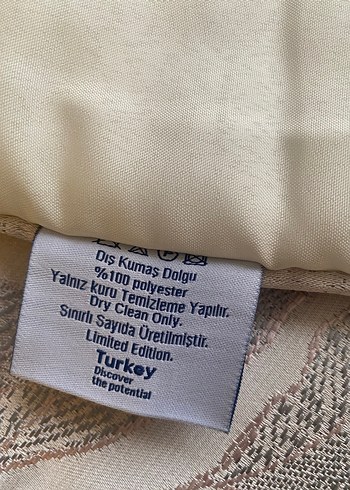 Dış Kumaş Dolgu
%100 polyester
Yalnız kuru Temizleme Yapılır.
Dry Clean Only.
Sınırlı Sayıda Üretilmiştir.
Limited Edition.
Turkey
Discover
the potential